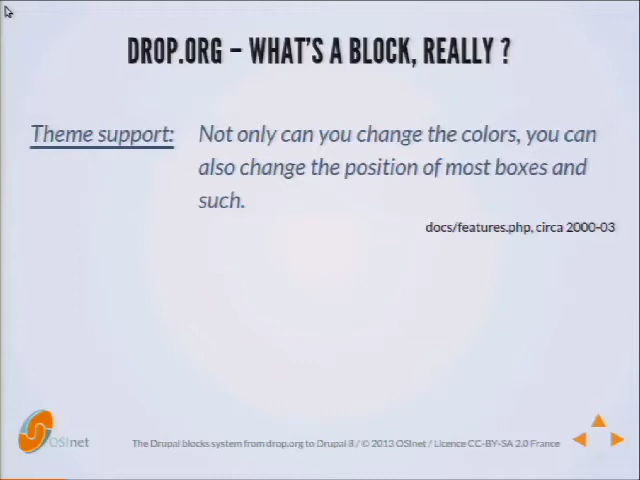 DROP.ORG – WHAT'S A BLOCK, REALLY ?
Theme support: Not only can you change the colors, you can
also change the position of most boxes and
such.
docs/features.php, circa 2000-03
OSInet
The Drupal blocks system from drop.org to Drupal 8 / © 2013 OSInet / Licence CC-BY-SA 2.0 France